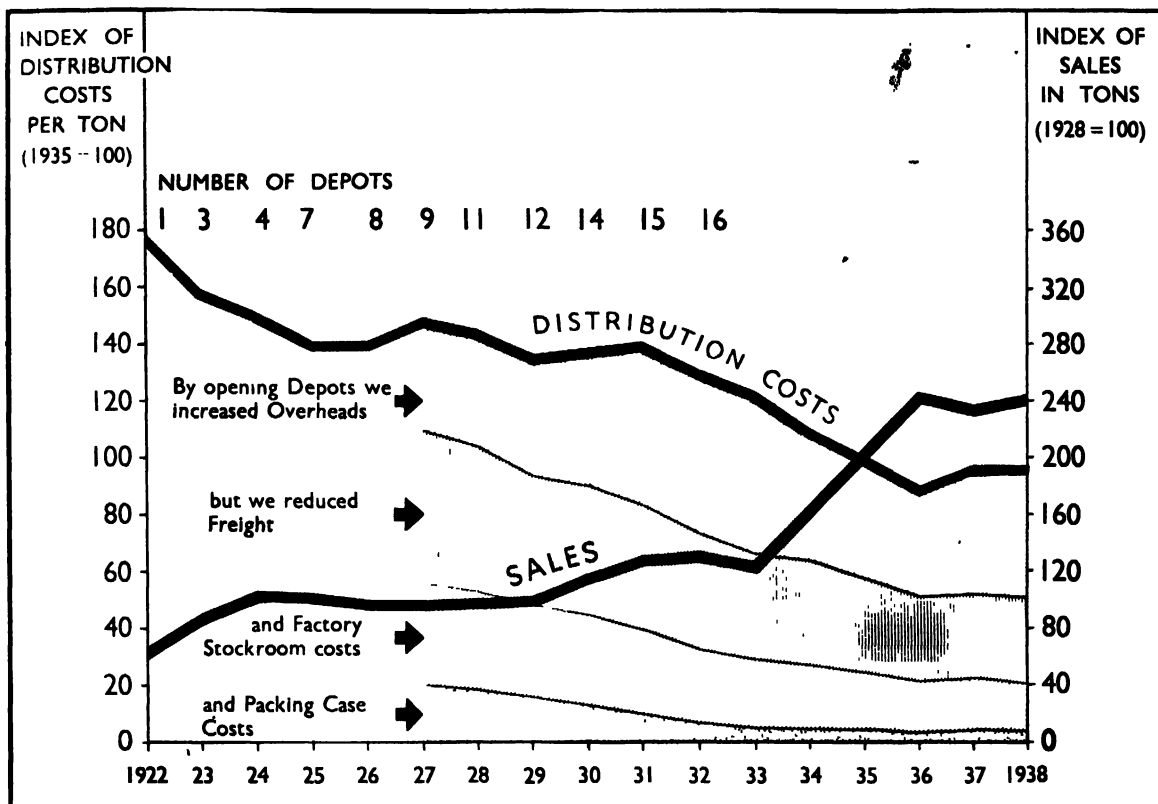 INDEX OF
DISTRIBUTION
COSTS
PER TON
(1935 -- 100)
INDEX OF
SALES
IN TONS
(1928 = 100)
NUMBER OF DEPOTS
1 3 4 7 8 9 11 12 14 15 16
180
160
140
120
100
80
60
40
20
0
360
320
280
240
200
160
120
80
40
0
DISTRIBUTION COSTS
By opening Depots we
increased Overheads
but we reduced
Freight
SALES
and Factory
Stockroom costs
and Packing Case
Costs
1922 23 24 25 26 27 28 29 30 31 32 33 34 35 36 37 1938